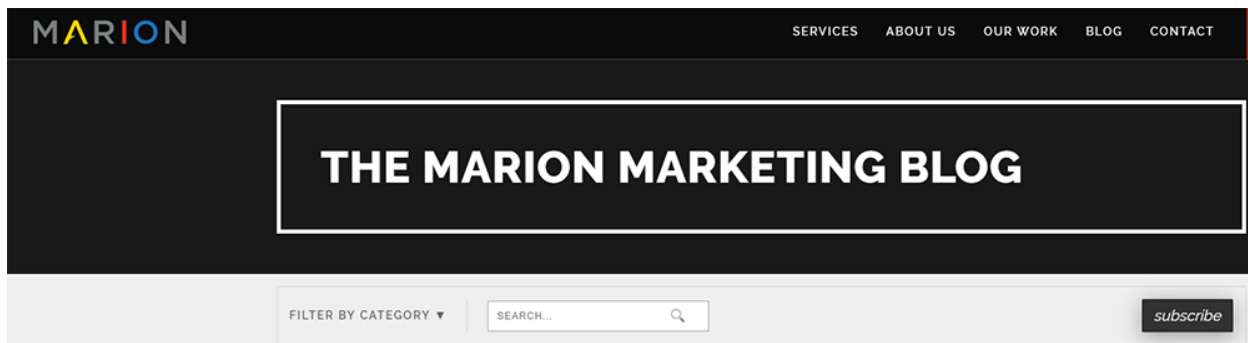 MARION
SERVICES ABOUT US OUR WORK BLOG CONTACT
THE MARION MARKETING BLOG
FILTER BY CATEGORY ▼ SEARCH... subscribe